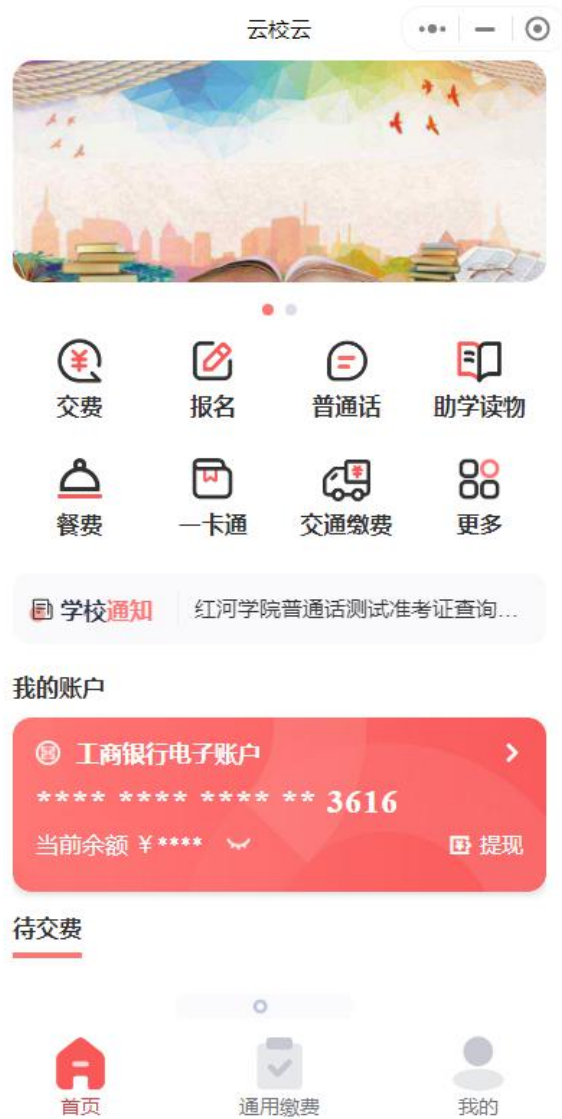 云校云
交费
报名
普通话
助学读物
餐费
一卡通
交通缴费
更多
学校通知
红河学院普通话测试准考证查询...
我的账户
工商银行电子账户
**** **** **** ** 3616
当前余额 ¥****
提现
待交费
首页
通用缴费
我的